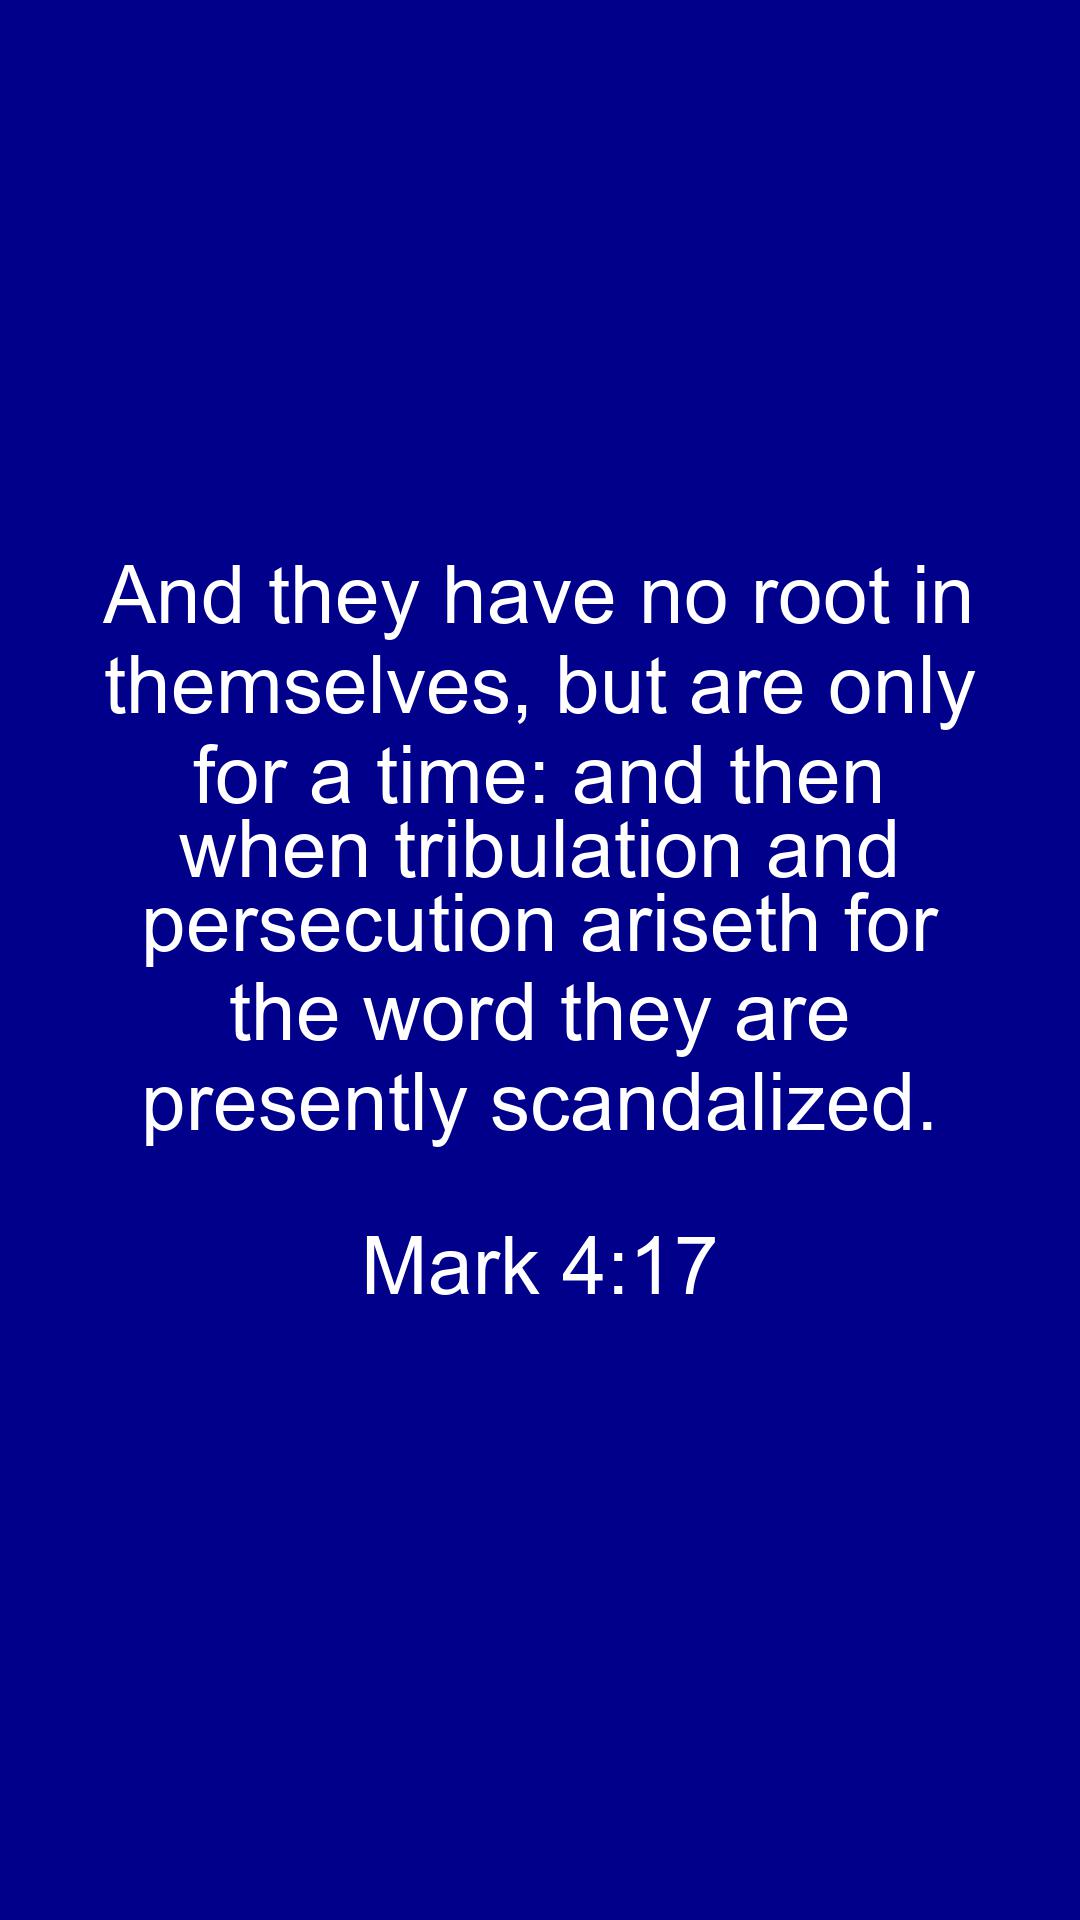 And they have no root in
themselves, but are only
for a time: and then
when tribulation and
persecution ariseth for
the word they are
presently scandalized.
Mark 4:17